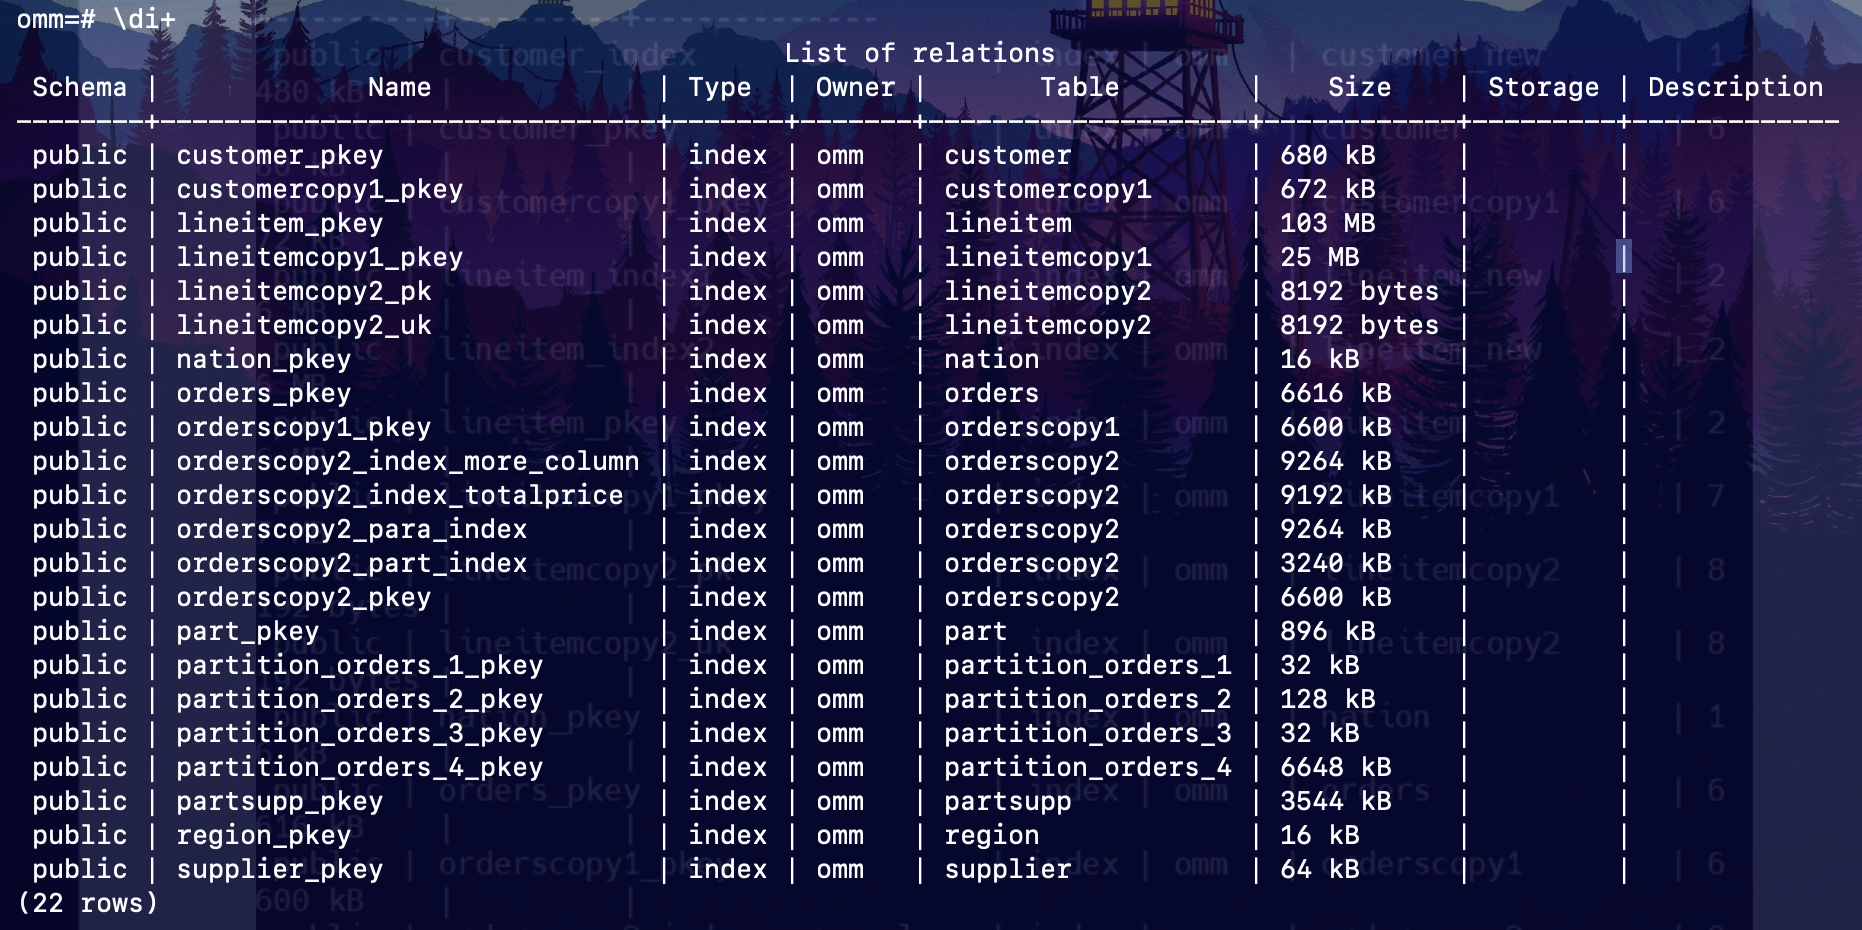 omm=# \di+
List of relations
Schema | Name | Type | Owner | Table | Size | Storage | Description
--------+-------------------------------+-------+-------+--------------------+------------+---------+-------------
public | customer_pkey | index | omm | customer | 680 kB | |
public | customercopy1_pkey | index | omm | customercopy1 | 672 kB | |
public | lineitem_pkey | index | omm | lineitem | 103 MB | |
public | lineitemcopy1_pkey | index | omm | lineitemcopy1 | 25 MB | |
public | lineitemcopy2_pk | index | omm | lineitemcopy2 | 8192 bytes | |
public | lineitemcopy2_uk | index | omm | lineitemcopy2 | 8192 bytes | |
public | nation_pkey | index | omm | nation | 16 kB | |
public | orders_pkey | index | omm | orders | 6616 kB | |
public | orderscopy1_pkey | index | omm | orderscopy1 | 6600 kB | |
public | orderscopy2_index_more_column | index | omm | orderscopy2 | 9264 kB | |
public | orderscopy2_index_totalprice | index | omm | orderscopy2 | 9192 kB | |
public | orderscopy2_para_index | index | omm | orderscopy2 | 9264 kB | |
public | orderscopy2_part_index | index | omm | orderscopy2 | 3240 kB | |
public | orderscopy2_pkey | index | omm | orderscopy2 | 6600 kB | |
public | part_pkey | index | omm | part | 896 kB | |
public | partition_orders_1_pkey | index | omm | partition_orders_1 | 32 kB | |
public | partition_orders_2_pkey | index | omm | partition_orders_2 | 128 kB | |
public | partition_orders_3_pkey | index | omm | partition_orders_3 | 32 kB | |
public | partition_orders_4_pkey | index | omm | partition_orders_4 | 6648 kB | |
public | partsupp_pkey | index | omm | partsupp | 3544 kB | |
public | region_pkey | index | omm | region | 16 kB | |
public | supplier_pkey | index | omm | supplier | 64 kB | |
(22 rows)